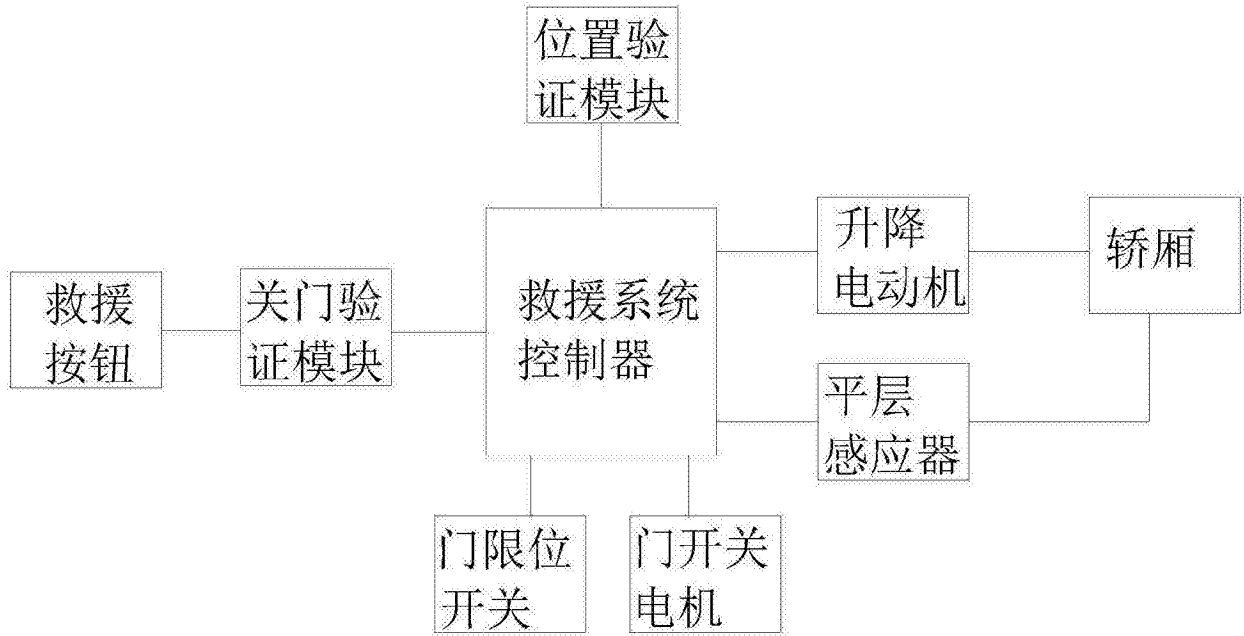 位置验
证模块
升降
电动机
轿厢
救援
按钮
关门验
证模块
救援系统
控制器
平层
感应器
门限位
开关
门开关
电机